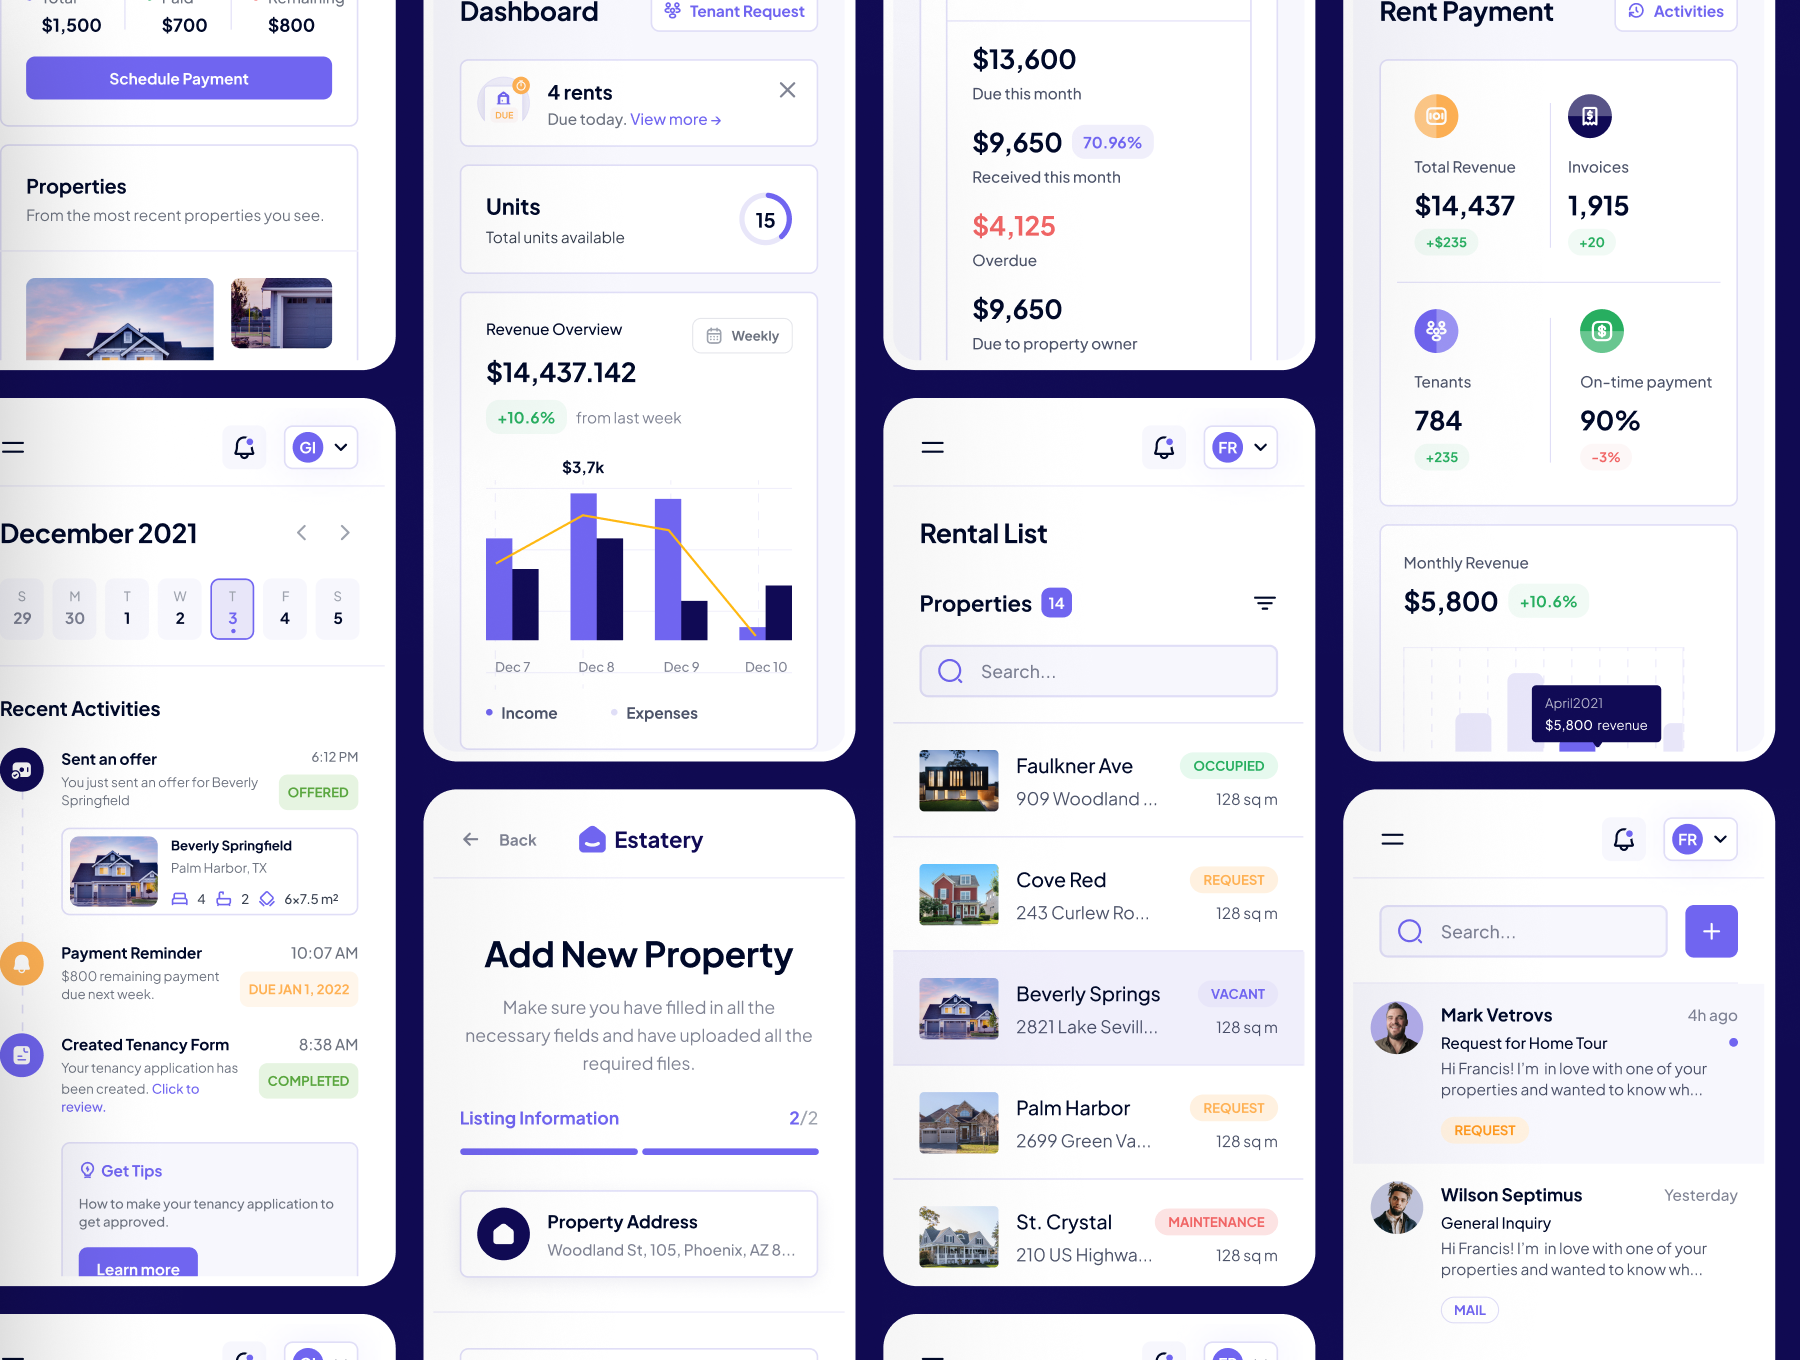 Total
Paid
Remaining
$1,500
$700
$800
Schedule Payment
Properties
From the most recent properties you see.
GI
December 2021
S
M
T
W
T
F
S
29
30
1
2
3
4
5
Recent Activities
Sent an offer
6:12 PM
You just sent an offer for Beverly
Springfield
OFFERED
Beverly Springfield
Palm Harbor, TX
4
2
6×7.5 m²
Payment Reminder
10:07 AM
$800 remaining payment
due next week.
DUE JAN 1, 2022
Created Tenancy Form
8:38 AM
Your tenancy application has
been created. Click to
review.
COMPLETED
Get Tips
How to make your tenancy application to
get approved.
Learn more
Dashboard
Tenant Request
DUE
4 rents
Due today. View more →
Units
Total units available
15
Revenue Overview
Weekly
$14,437.142
+10.6%
from last week
$3,7k
Dec 7
Dec 8
Dec 9
Dec 10
Income
Expenses
Back
Estatery
Add New Property
Make sure you have filled in all the
necessary fields and have uploaded all the
required files.
Listing Information
2/2
Property Address
Woodland St, 105, Phoenix, AZ 8...
$13,600
Due this month
$9,650
70.96%
Received this month
$4,125
Overdue
$9,650
Due to property owner
FR
Rental List
Properties
14
Search...
Faulkner Ave
OCCUPIED
909 Woodland ...
128 sq m
Cove Red
REQUEST
243 Curlew Ro...
128 sq m
Beverly Springs
VACANT
2821 Lake Sevill...
128 sq m
Palm Harbor
REQUEST
2699 Green Va...
128 sq m
St. Crystal
MAINTENANCE
210 US Highwa...
128 sq m
Rent Payment
Activities
Total Revenue
Invoices
$14,437
1,915
+$235
+20
Tenants
On-time payment
784
90%
+235
-3%
Monthly Revenue
$5,800
+10.6%
April2021
$5,800 revenue
FR
Search...
Mark Vetrovs
4h ago
Request for Home Tour
Hi Francis! I'm in love with one of your
properties and wanted to know wh...
REQUEST
Wilson Septimus
Yesterday
General Inquiry
Hi Francis! I'm in love with one of your
properties and wanted to know wh...
MAIL